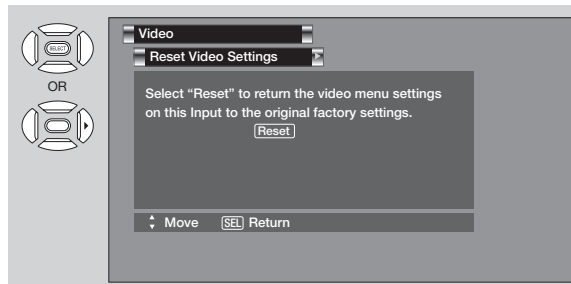 SELECT
OR
Video
Reset Video Settings
Select “Reset” to return the video menu settings
on this Input to the original factory settings.
Reset
Move SEL Return